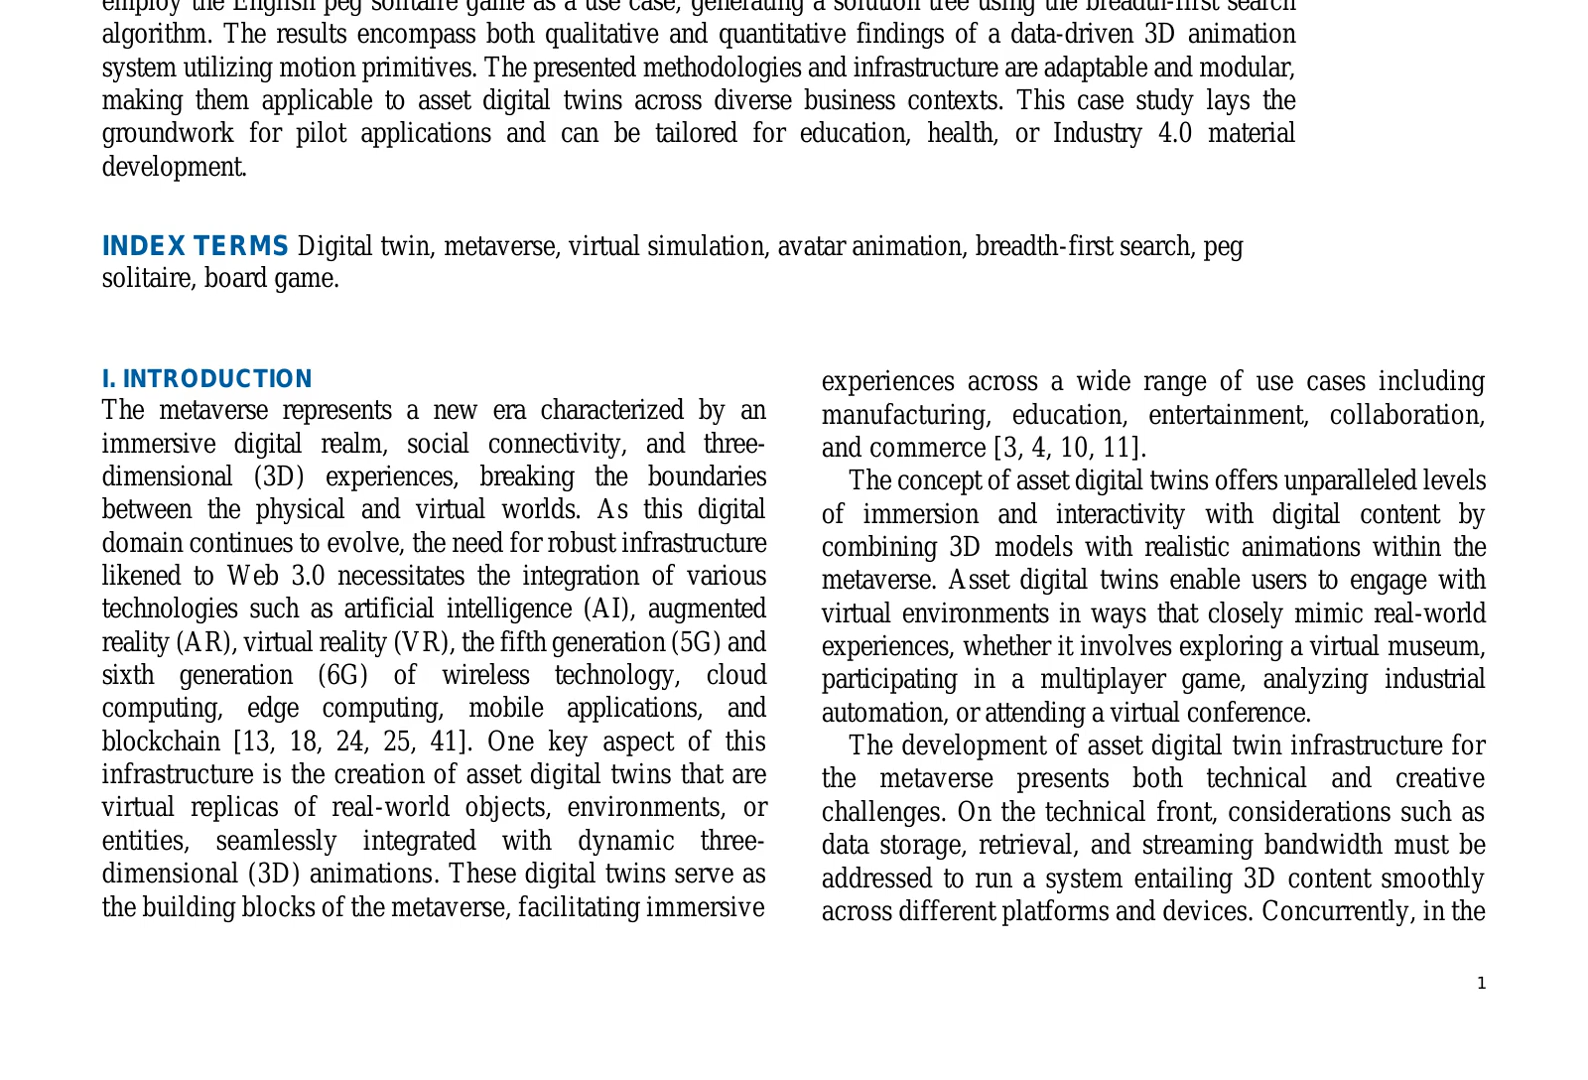 employ the English peg solitaire game as a use case, generating a solution tree using the breadth-first search
algorithm. The results encompass both qualitative and quantitative findings of a data-driven 3D animation
system utilizing motion primitives. The presented methodologies and infrastructure are adaptable and modular,
making them applicable to asset digital twins across diverse business contexts. This case study lays the
groundwork for pilot applications and can be tailored for education, health, or Industry 4.0 material
development.
INDEX TERMS Digital twin, metaverse, virtual simulation, avatar animation, breadth-first search, peg
solitaire, board game.
I. INTRODUCTION
The metaverse represents a new era characterized by an
immersive digital realm, social connectivity, and three-
dimensional (3D) experiences, breaking the boundaries
between the physical and virtual worlds. As this digital
domain continues to evolve, the need for robust infrastructure
likened to Web 3.0 necessitates the integration of various
technologies such as artificial intelligence (AI), augmented
reality (AR), virtual reality (VR), the fifth generation (5G) and
sixth generation (6G) of wireless technology, cloud
computing, edge computing, mobile applications, and
blockchain [13, 18, 24, 25, 41]. One key aspect of this
infrastructure is the creation of asset digital twins that are
virtual replicas of real-world objects, environments, or
entities, seamlessly integrated with dynamic three-
dimensional (3D) animations. These digital twins serve as
the building blocks of the metaverse, facilitating immersive
experiences across a wide range of use cases including
manufacturing, education, entertainment, collaboration,
and commerce [3, 4, 10, 11].
The concept of asset digital twins offers unparalleled levels
of immersion and interactivity with digital content by
combining 3D models with realistic animations within the
metaverse. Asset digital twins enable users to engage with
virtual environments in ways that closely mimic real-world
experiences, whether it involves exploring a virtual museum,
participating in a multiplayer game, analyzing industrial
automation, or attending a virtual conference.
The development of asset digital twin infrastructure for
the metaverse presents both technical and creative
challenges. On the technical front, considerations such as
data storage, retrieval, and streaming bandwidth must be
addressed to run a system entailing 3D content smoothly
across different platforms and devices. Concurrently, in the
1